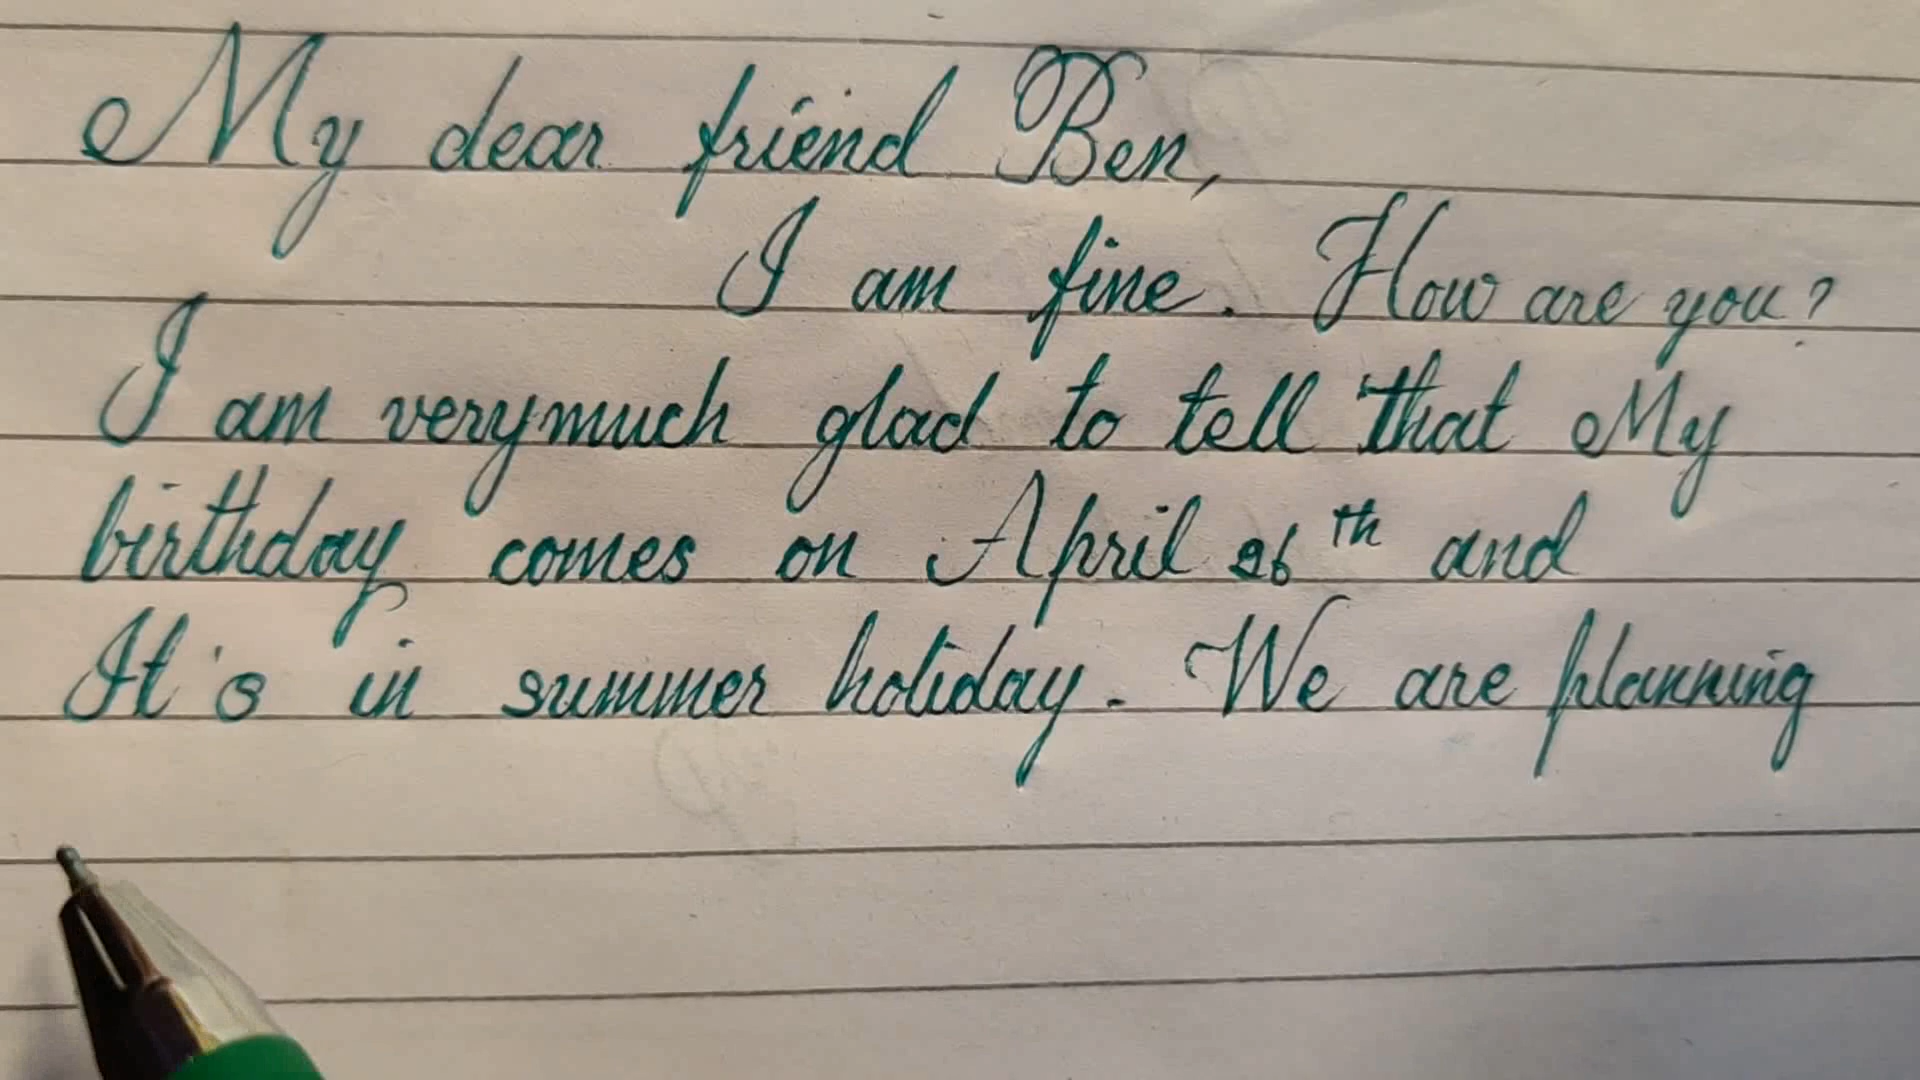 My dear friend Ben,
I am fine. How are you?
I am verymuch glad to tell that My
birthday comes on April 26th and
It's in summer holiday. We are planning